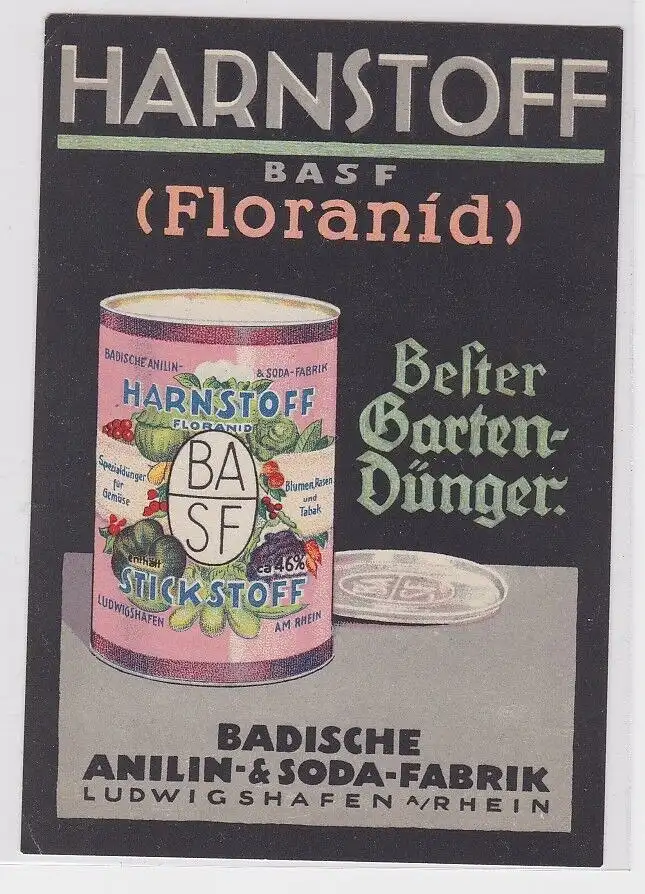 HARNSTOFF
BASF
(Floranid)
Bester
Garten-
Dünger.
BADISCHE ANILIN- & SODA-FABRIK
HARNSTOFF
FLORANID
BA
SF
Spezialdünger
für
Gemüse
Blumen, Rasen
und
Tabak
enthält
ca 46%
STICKSTOFF
LUDWIGSHAFEN AM RHEIN
BADISCHE
ANILIN-&SODA-FABRIK
LUDWIGSHAFEN A/RHEIN